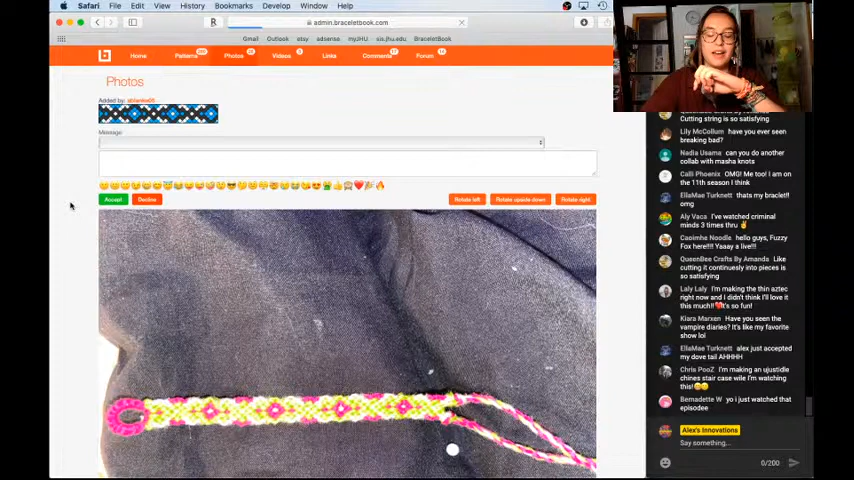 Safari File Edit View History Bookmarks Develop Window Help
admin.braceletbook.com
Gmail Outlook etsy adsense myJHU sis.jhu.edu BraceletBook
Home Patterns Photos Videos Links Comments Forum
Photos
Added by:
Message:
Accept Decline Rotate left Rotate upside down Rotate right
Cutting string is so satisfying
Lily McCollum have you ever seen
breaking bad?
Nadia Usama can you do another
collab with masha knots
Calli Phoenix OMG! Me too! I am on
the 11th season I think
EllaMae Turknett thats my braclet!!
omg
Aly Vaca I've watched criminal
minds 3 times thru ✌
Caoimhe Noodle hello guys, Fuzzy
Fox here!!!! Yaaay a live!!!
QueenBee Crafts By Amanda Like
cutting it continuesly into pieces is
so satisfying
Laly Laly I'm making the thin aztec
right now and I didn't think I'll love it
this much!!❤It's so fun!
Kiara Marxen Have you seen the
vampire diaries? It's like my favorite
show lol
EllaMae Turknett alex just accepted
my dove tail AHHHH
Chris PooZ I'm making an ujustidle
chines stair case wile I'm watching
this!😊😊
Bernadette W yo i just watched that
episodee
Alex's Innovations
Say something...
0/200